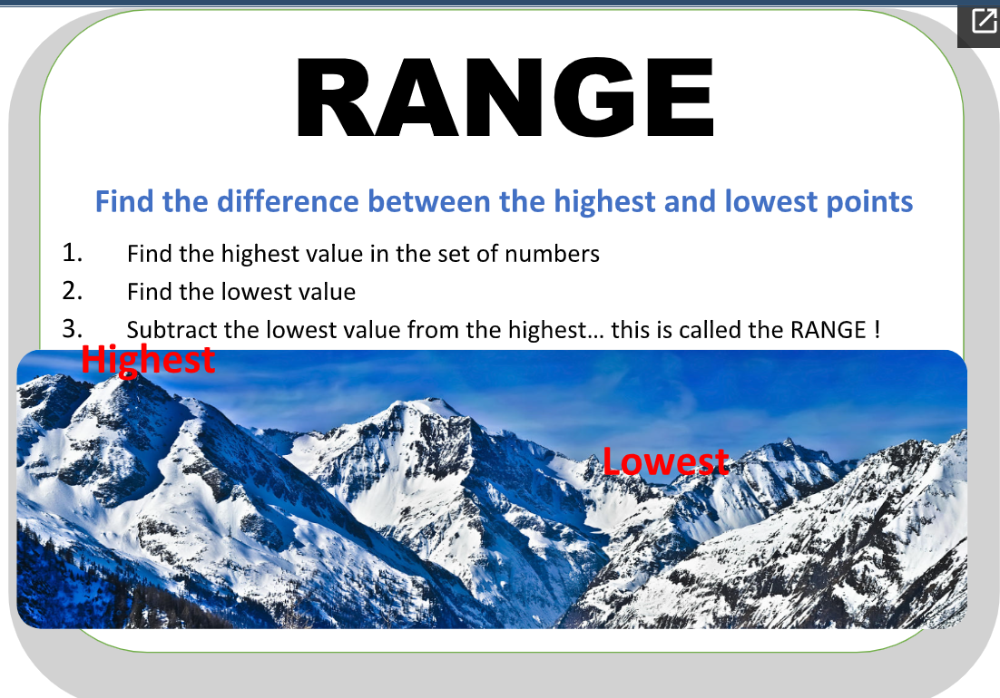 RANGE
Find the difference between the highest and lowest points
1. Find the highest value in the set of numbers
2. Find the lowest value
3. Subtract the lowest value from the highest… this is called the RANGE !
Highest
Lowest